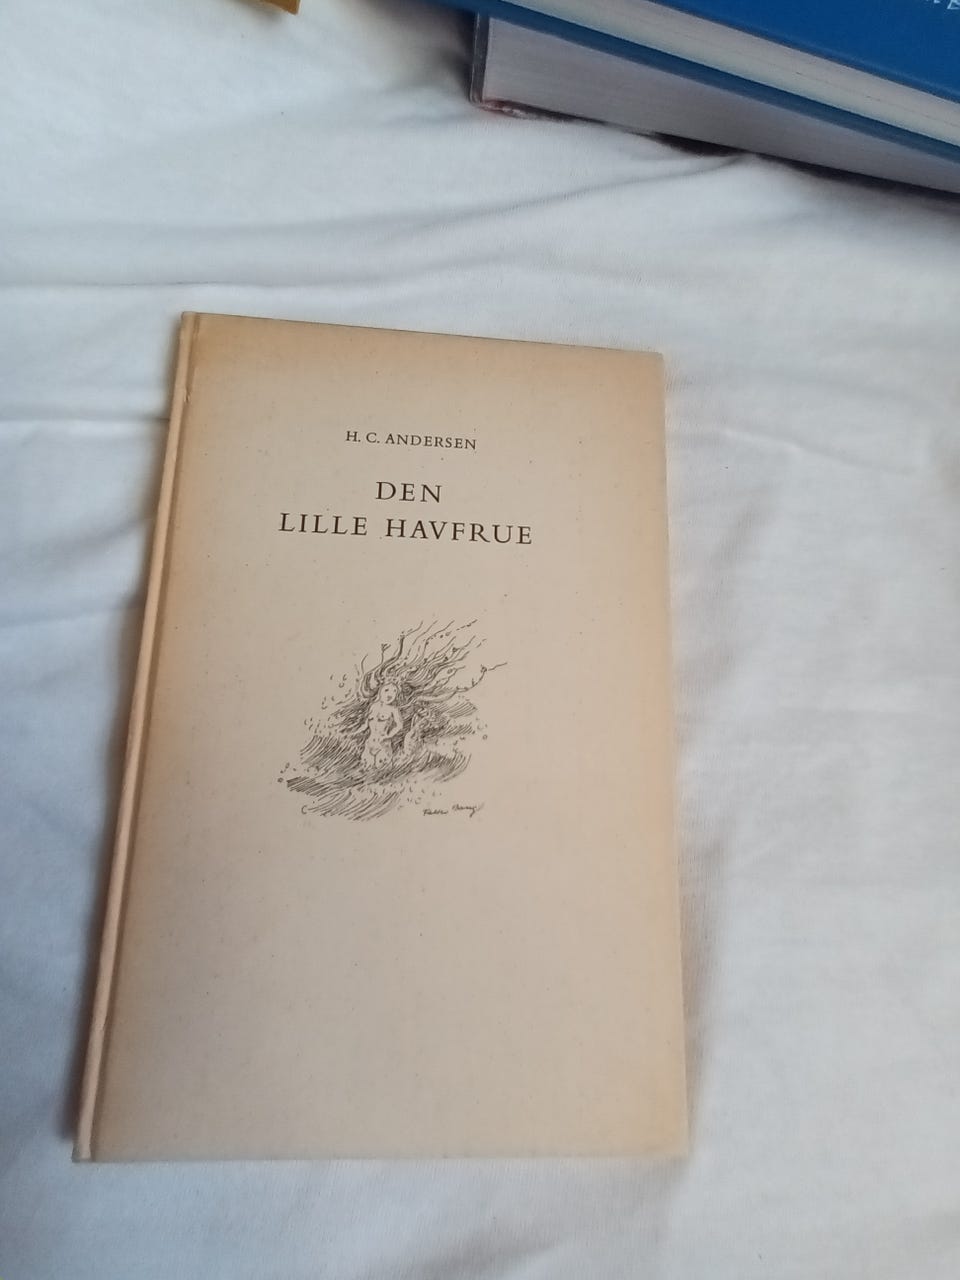 H. C. ANDERSEN
DEN
LILLE HAVFRUE